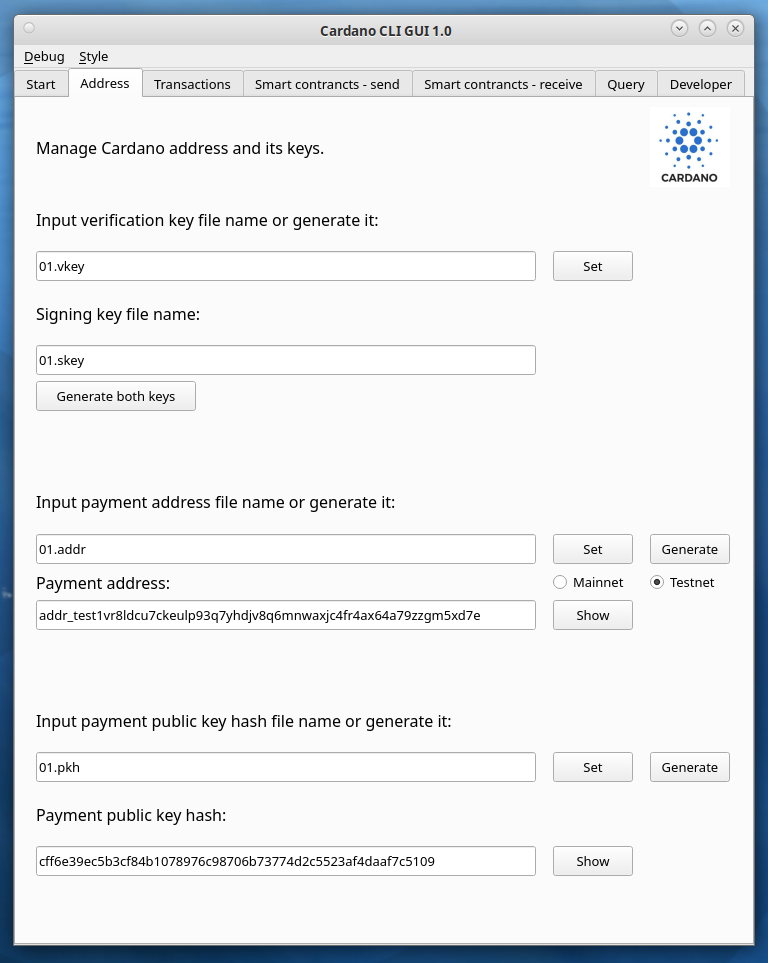 Cardano CLI GUI 1.0
Debug Style
Start Address Transactions Smart contrancts - send Smart contrancts - receive Query Developer
Manage Cardano address and its keys.
CARDANO
Input verification key file name or generate it:
01.vkey Set
Signing key file name:
01.skey
Generate both keys
Input payment address file name or generate it:
01.addr Set Generate
Payment address: Mainnet Testnet
addr_test1vr8ldcu7ckeulp93q7yhdjv8q6mnwaxjc4fr4ax64a79zzgm5xd7e Show
Input payment public key hash file name or generate it:
01.pkh Set Generate
Payment public key hash:
cff6e39ec5b3cf84b1078976c98706b73774d2c5523af4daaf7c5109 Show